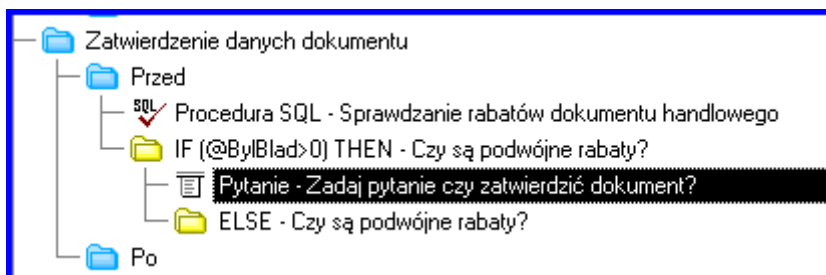 Zatwierdzenie danych dokumentu
Przed
SQL Procedura SQL - Sprawdzanie rabatów dokumentu handlowego
IF (@BylBlad>0) THEN - Czy są podwójne rabaty?
Pytanie - Zadaj pytanie czy zatwierdzić dokument?
ELSE - Czy są podwójne rabaty?
Po